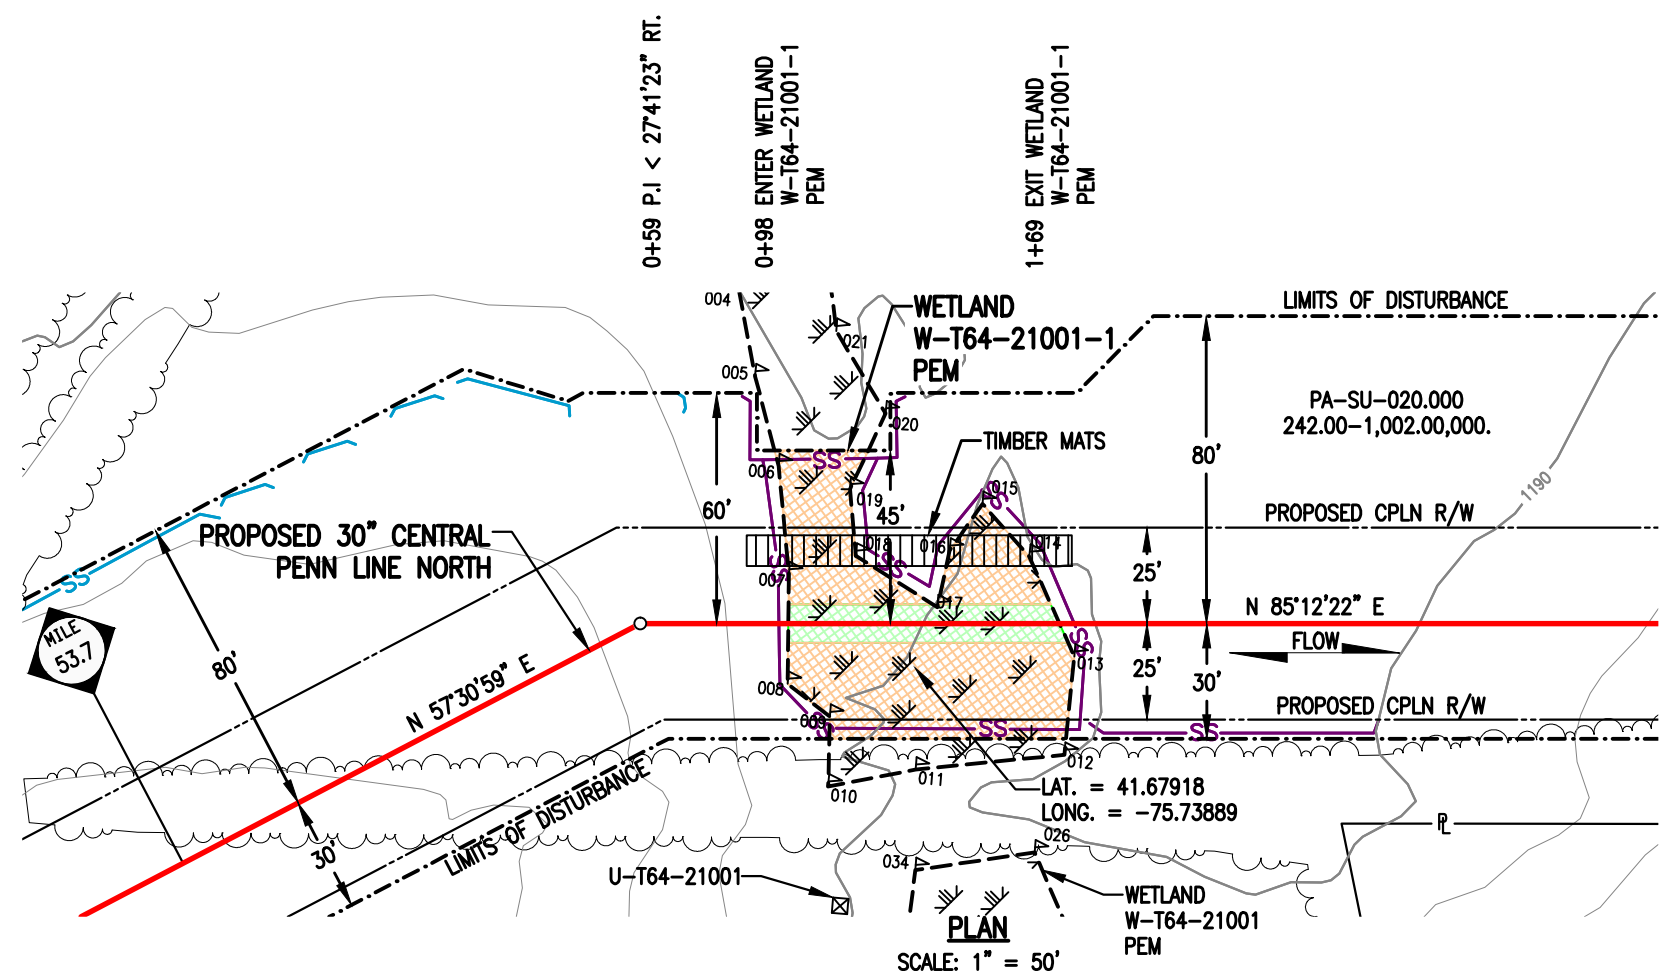 0+59 P.I < 27°41'23" RT.
0+98 ENTER WETLAND
W-T64-21001-1
PEM
1+69 EXIT WETLAND
W-T64-21001-1
PEM
004
WETLAND
W-T64-21001-1
PEM
LIMITS OF DISTURBANCE
021
005
020
PA-SU-020.000
242.00-1,002.00,000.
TIMBER MATS
80'
SS
006
019
SS
015
1190
60'
45'
PROPOSED CPLN R/W
PROPOSED 30" CENTRAL
PENN LINE NORTH
018
016
014
SS
SS
SS
007
25'
017
N 85°12'22" E
MILE
53.7
FLOW
SS
013
80'
N 57°30'59" E
008
25'
30'
009
SS
PROPOSED CPLN R/W
SS
SS
012
011
010
LAT. = 41.67918
LONG. = -75.73889
LIMITS OF DISTURBANCE
30'
026
PL
034
U-T64-21001
WETLAND
W-T64-21001
PEM
PLAN
SCALE: 1" = 50'